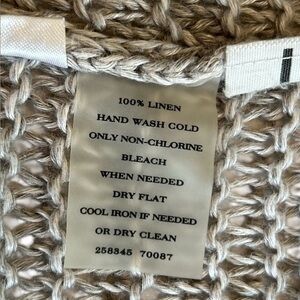 100% LINEN
HAND WASH COLD
ONLY NON-CHLORINE
BLEACH
WHEN NEEDED
DRY FLAT
COOL IRON IF NEEDED
OR DRY CLEAN
258345 70087